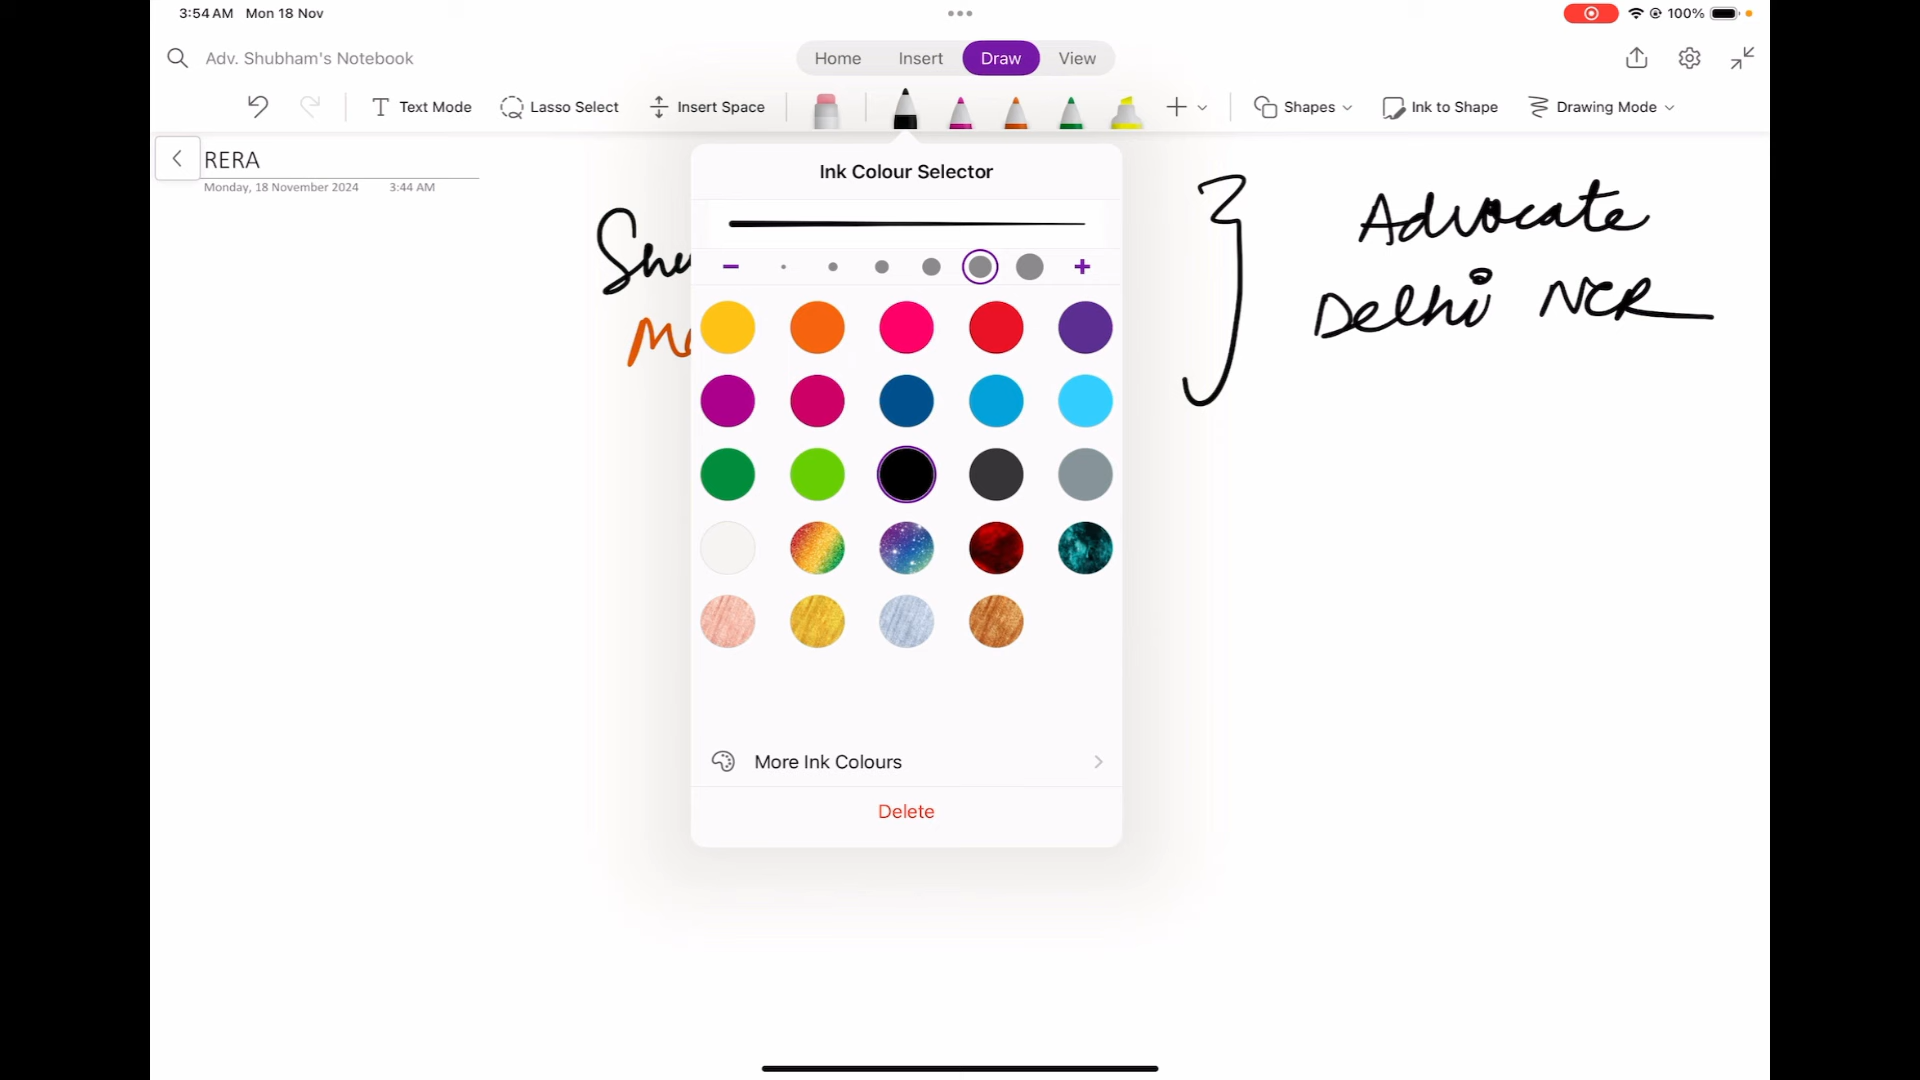 3:54 AM Mon 18 Nov
100%
Adv. Shubham's Notebook
Home Insert Draw View
Text Mode Lasso Select Insert Space Shapes Ink to Shape Drawing Mode
RERA
Monday, 18 November 2024 3:44 AM
Ink Colour Selector
Shu
Advocate
Delhi NCR
More Ink Colours
Delete